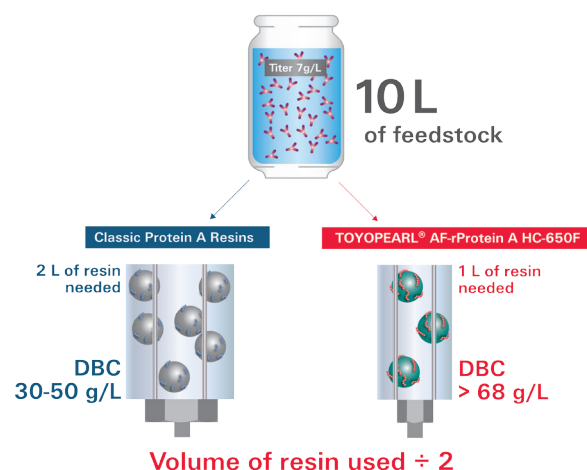 Titer 7g/L
10 L
of feedstock
Classic Protein A Resins
TOYOPEARL® AF-rProtein A HC-650F
2 L of resin
needed
1 L of resin
needed
DBC
30-50 g/L
DBC
> 68 g/L
Volume of resin used ÷ 2